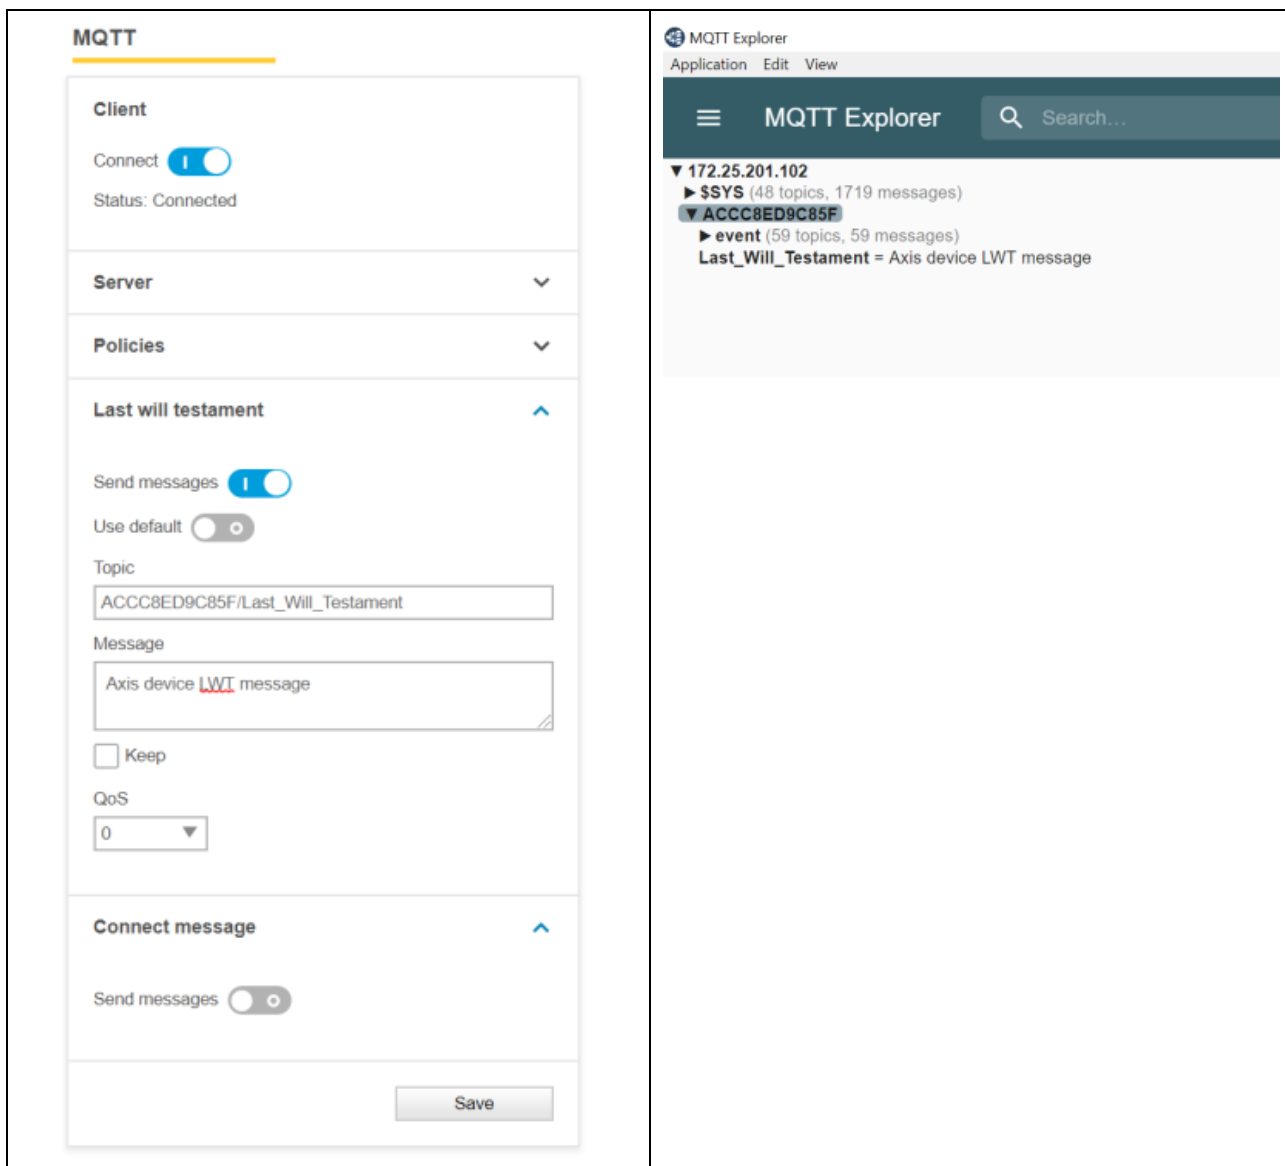 MQTT
Client
Connect
Status: Connected
Server
Policies
Last will testament
Send messages
Use default
Topic
ACCC8ED9C85F/Last_Will_Testament
Message
Axis device LWT message
Keep
QoS
0
Connect message
Send messages
Save
MQTT Explorer
Application Edit View
MQTT Explorer
Search...
172.25.201.102
$SYS (48 topics, 1719 messages)
ACCC8ED9C85F
event (59 topics, 59 messages)
Last_Will_Testament = Axis device LWT message